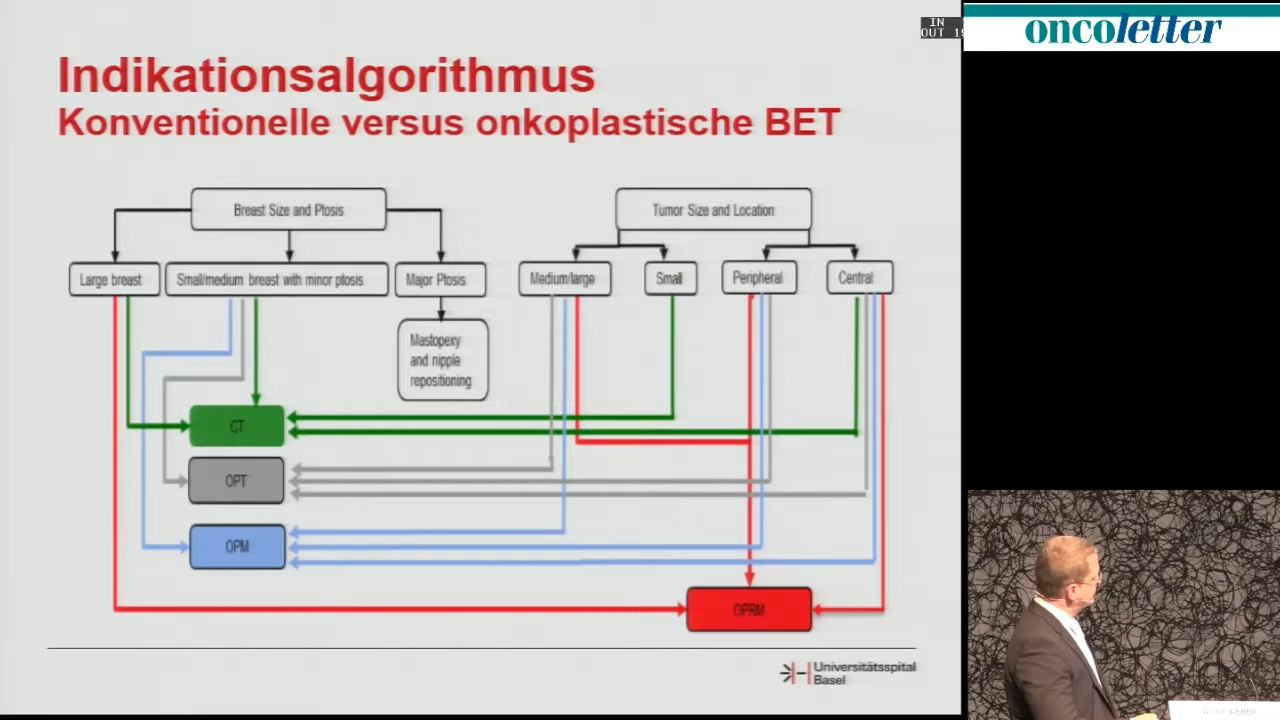 IN
OUT
oncoletter
Indikationsalgorithmus
Konventionelle versus onkoplastische BET
Breast Size and Ptosis
Tumor Size and Location
Large breast
Small/medium breast with minor ptosis
Major Ptosis
Medium/large
Small
Peripheral
Central
Mastopexy
and nipple
repositioning
CT
OPT
OPM
OPRM
Universitätsspital
Basel